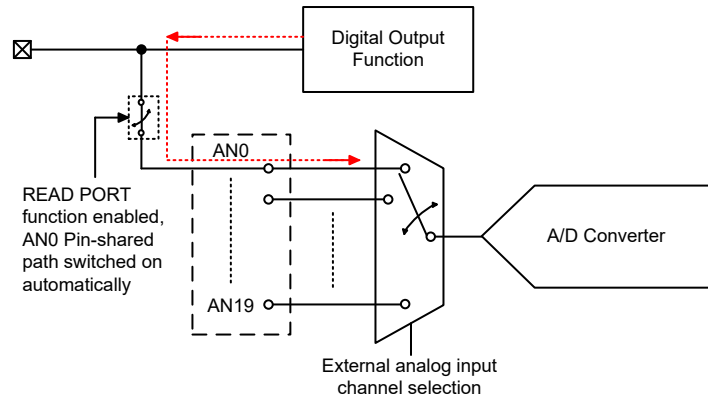 Digital Output
Function
AN0
READ PORT
function enabled,
AN0 Pin-shared
path switched on
automatically
AN19
A/D Converter
External analog input
channel selection